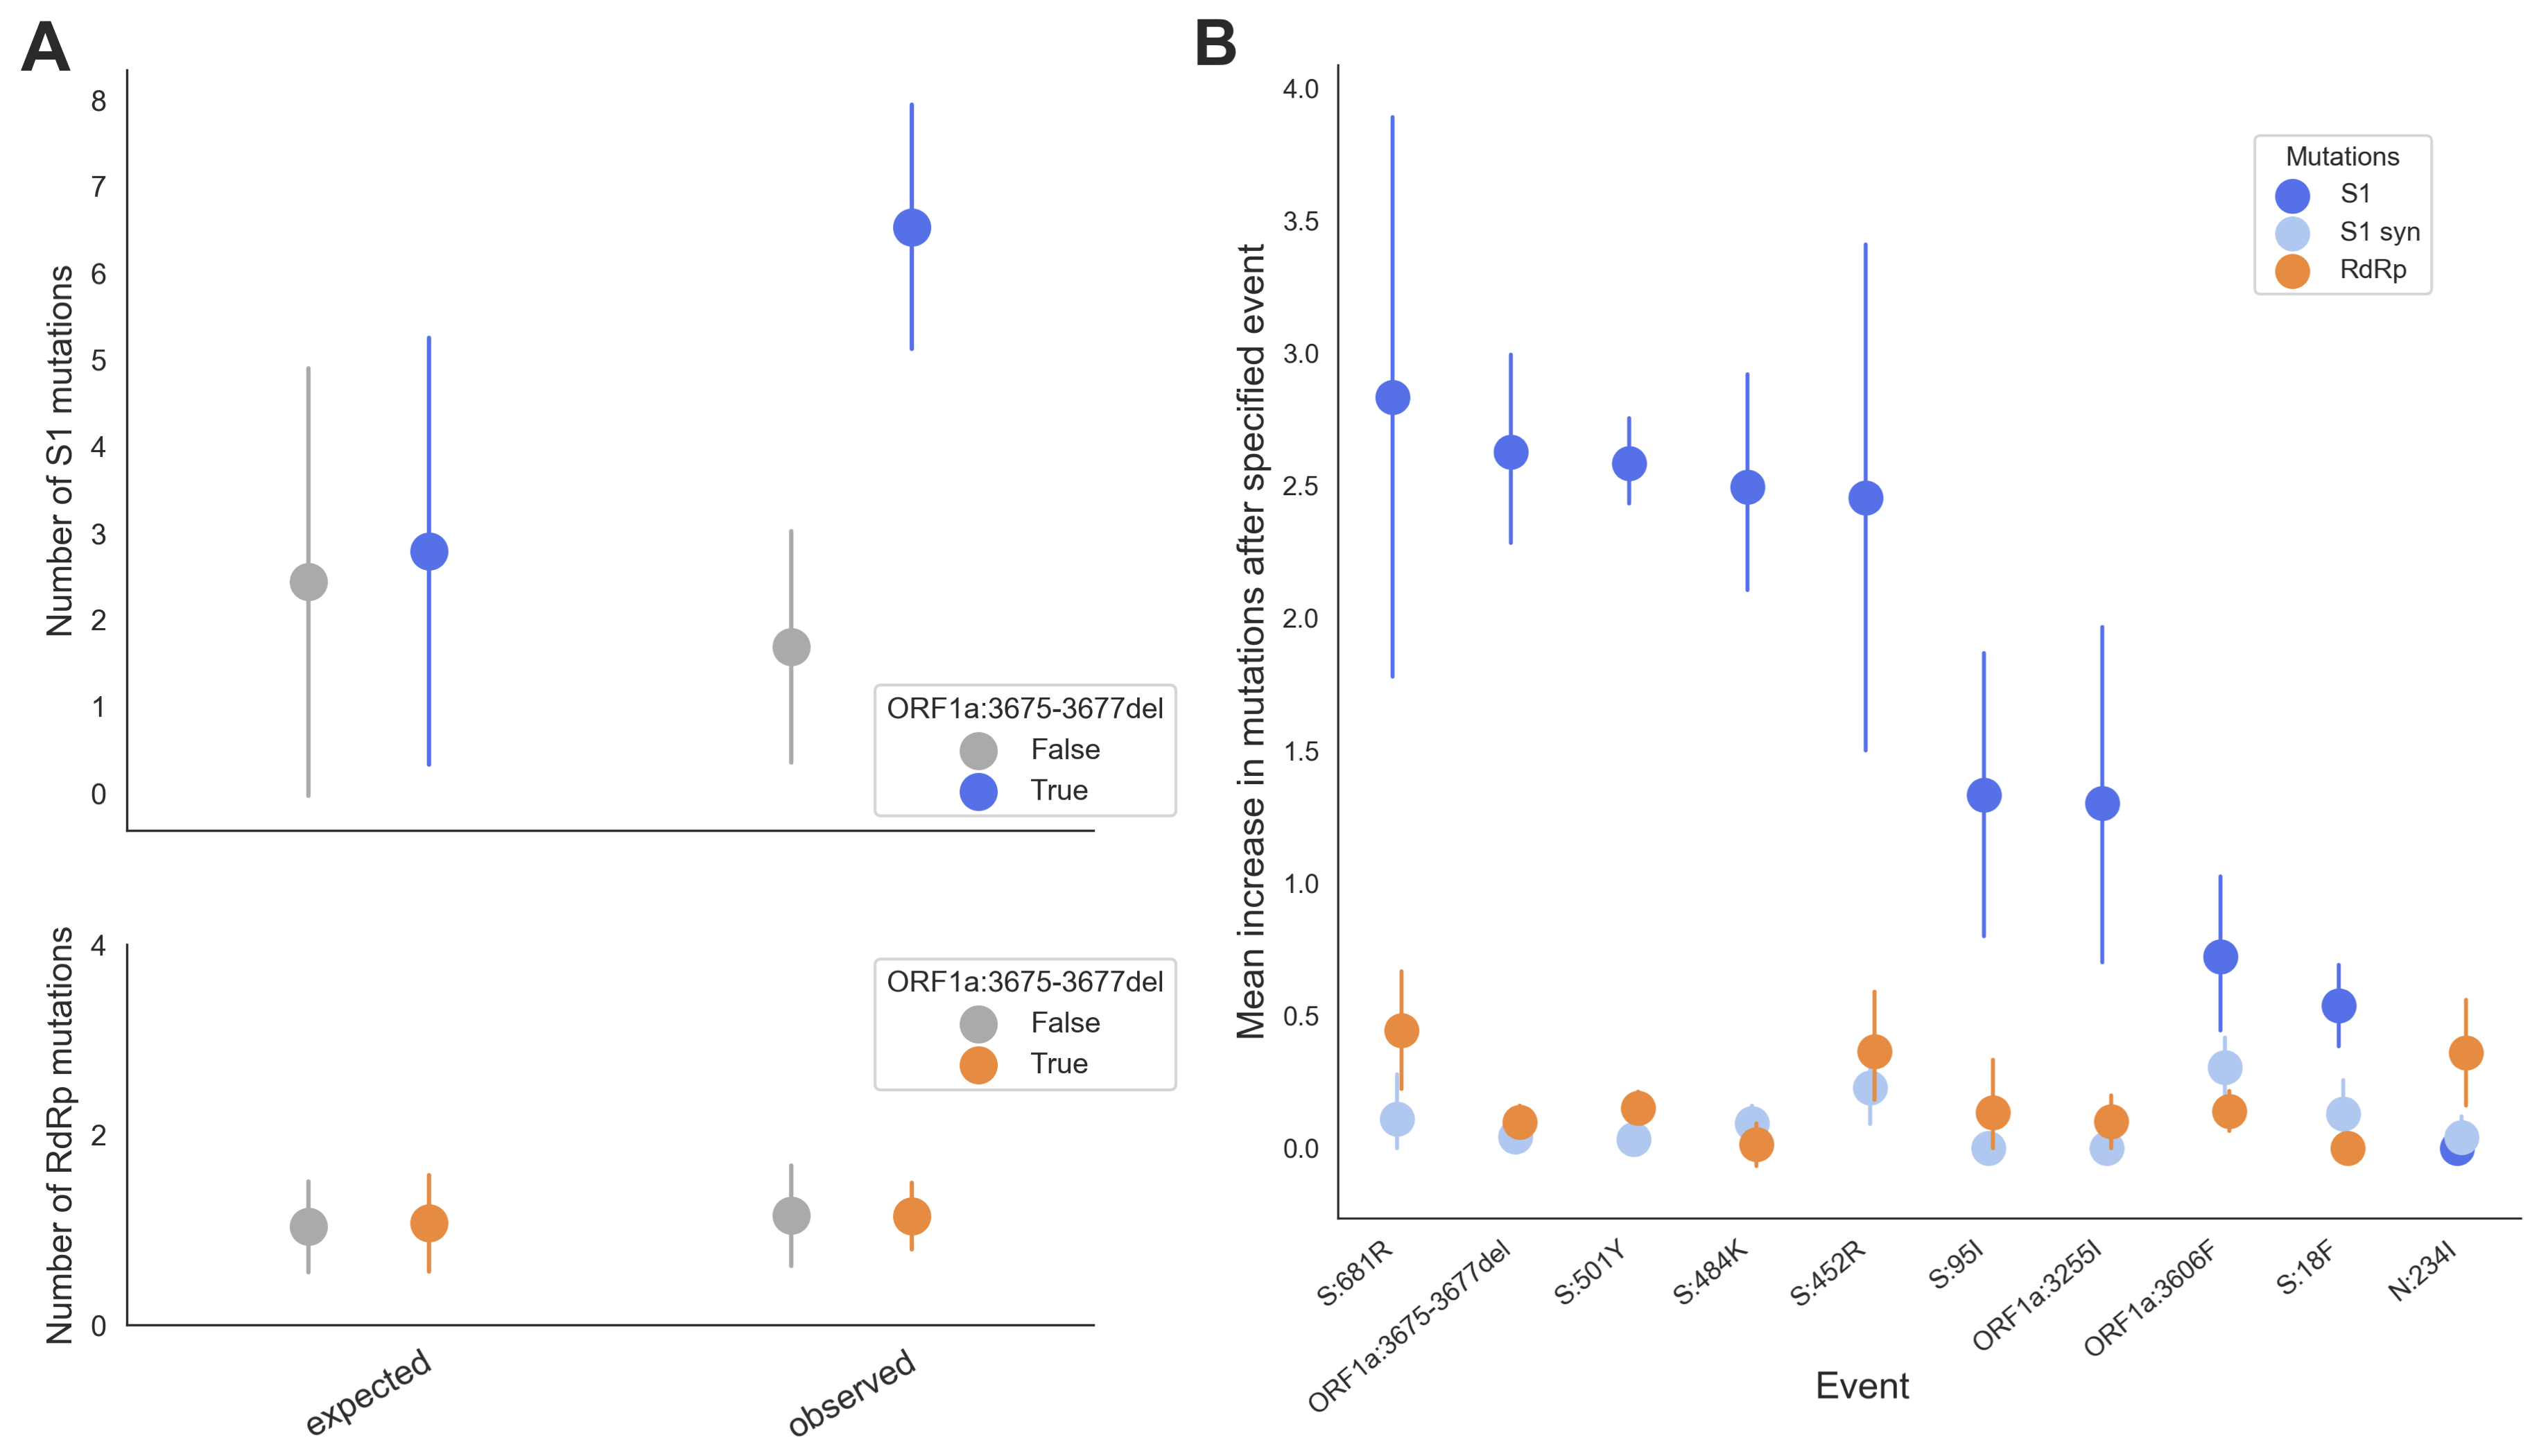 A
Number of S1 mutations
8
7
6
5
4
3
2
1
0
ORF1a:3675-3677del
False
True
Number of RdRp mutations
4
2
0
ORF1a:3675-3677del
False
True
expected
observed
B
Mean increase in mutations after specified event
4.0
3.5
3.0
2.5
2.0
1.5
1.0
0.5
0.0
Mutations
S1
S1 syn
RdRp
S:681R
ORF1a:3675-3677del
S:501Y
S:484K
S:452R
S:95I
ORF1a:3255I
ORF1a:3606F
S:18F
N:234I
Event